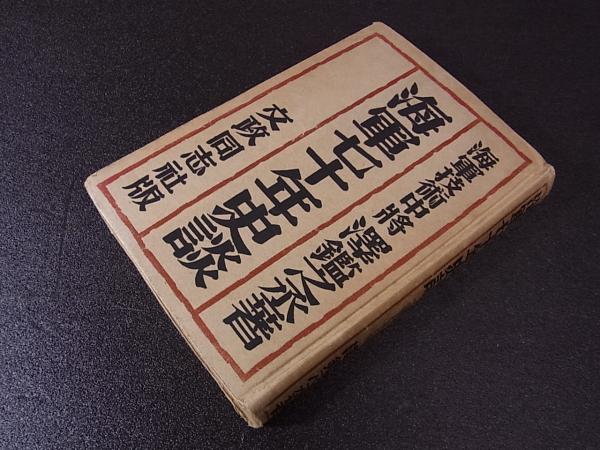 海軍技術中將 澤鑑之丞著
海軍七十年史談
文政同志社版